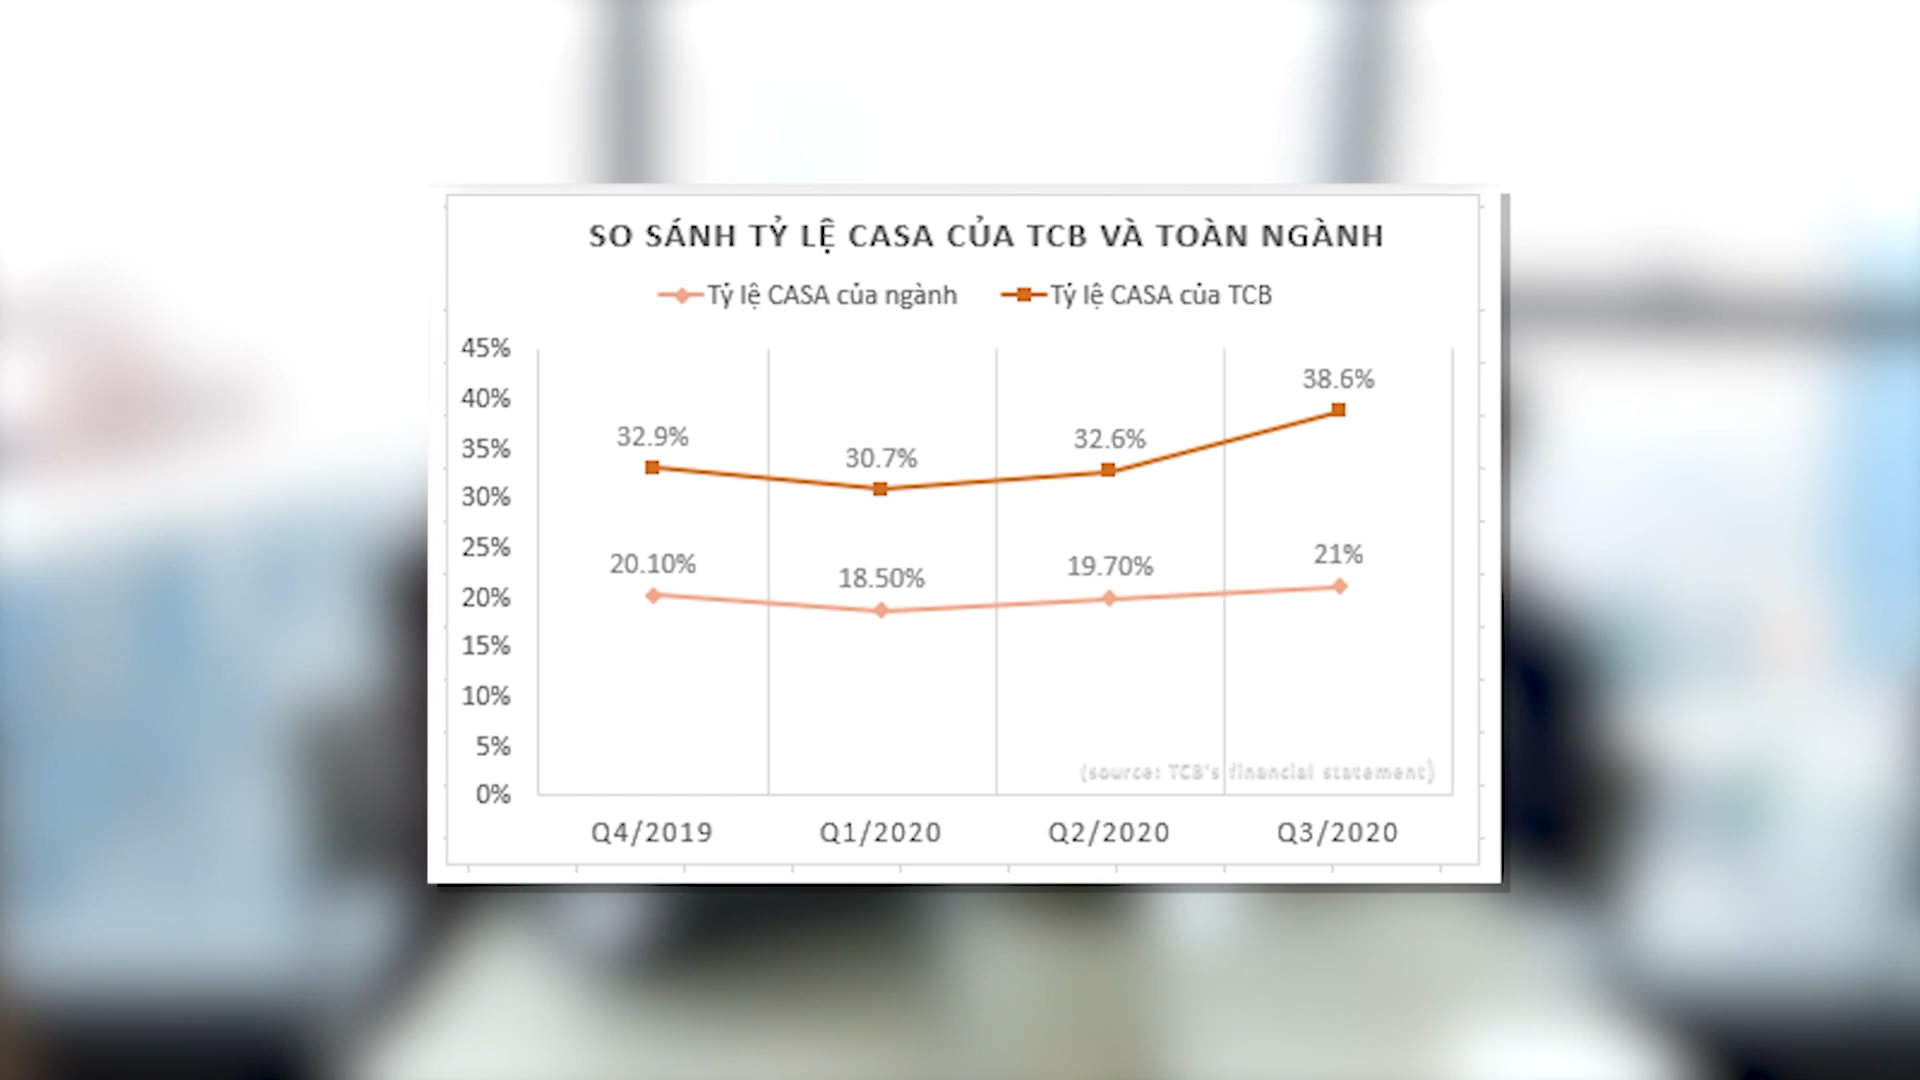 SO SÁNH TỶ LỆ CASA CỦA TCB VÀ TOÀN NGÀNH
Tỷ lệ CASA của ngành Tỷ lệ CASA của TCB
45%
40%
35%
30%
25%
20%
15%
10%
5%
0%
32.9% 30.7% 32.6% 38.6%
20.10% 18.50% 19.70% 21%
(source: TCB's financial statement)
Q4/2019 Q1/2020 Q2/2020 Q3/2020